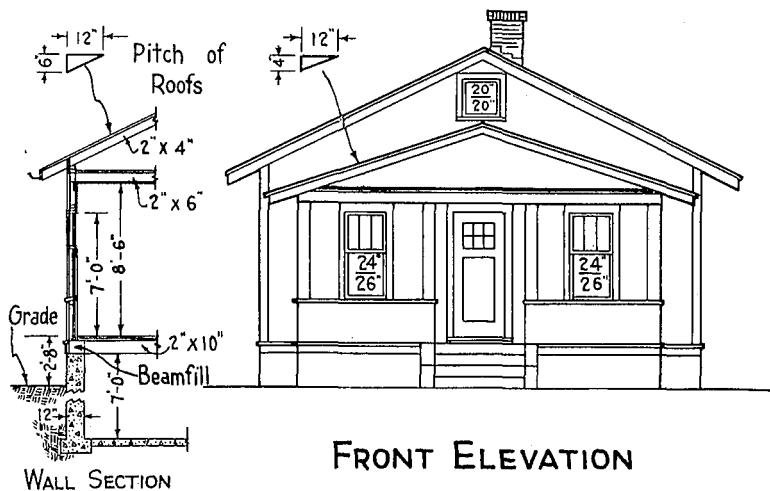 12"
6"
Pitch of
Roofs
12"
4"
2" x 4"
2" x 6"
20"
20"
7'-0"
8'-6"
24"
26"
24"
26"
Grade
2'-8"
2" x 10"
Beamfill
7'-0"
12"
WALL SECTION
FRONT ELEVATION